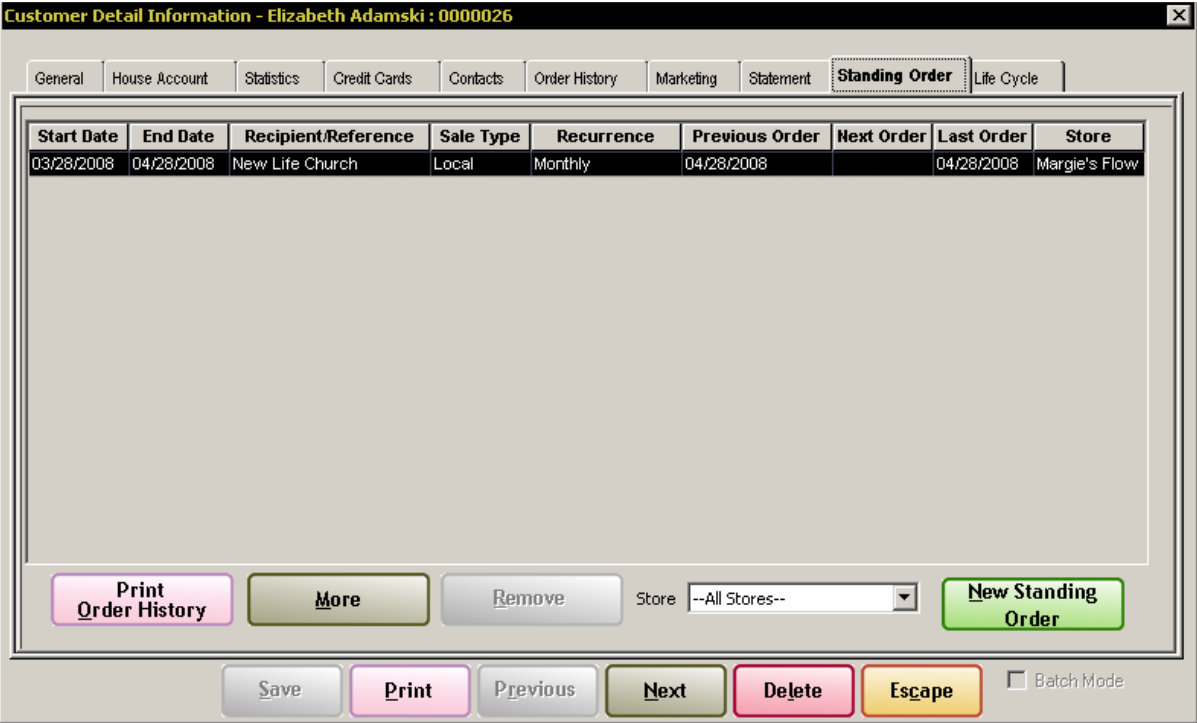 Customer Detail Information - Elizabeth Adamski : 0000026
General House Account Statistics Credit Cards Contacts Order History Marketing Statement Standing Order Life Cycle
Start Date End Date Recipient/Reference Sale Type Recurrence Previous Order Next Order Last Order Store
03/28/2008 04/28/2008 New Life Church Local Monthly 04/28/2008 04/28/2008 Margie's Flow
Print
Order History
More
Remove
Store --All Stores--
New Standing
Order
Save Print Previous Next Delete Escape Batch Mode